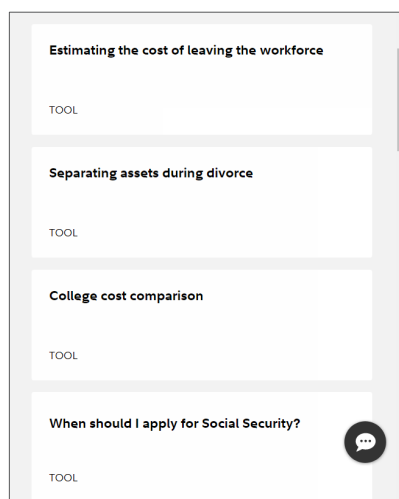 Estimating the cost of leaving the workforce
TOOL
Separating assets during divorce
TOOL
College cost comparison
TOOL
When should I apply for Social Security?
TOOL